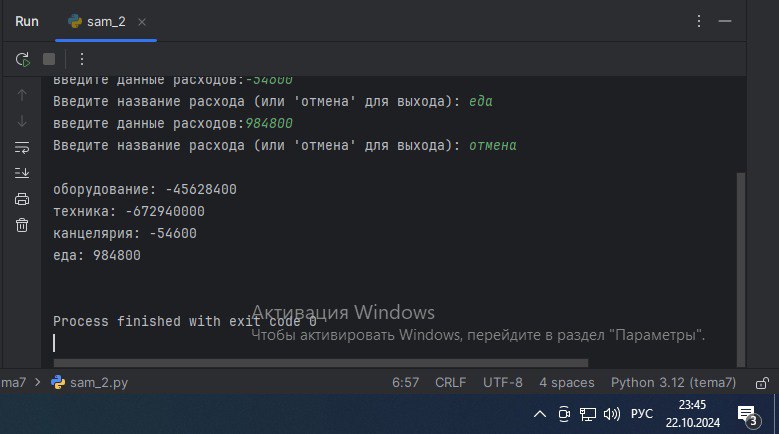 Run sam_2
введите данные расходов:-54600
Введите название расхода (или 'отмена' для выхода): еда
введите данные расходов:984800
Введите название расхода (или 'отмена' для выхода): отмена
оборудование: -45628400
техника: -672940000
канцелярия: -54600
еда: 984800
Активация Windows
Process finished with exit code 0
Чтобы активировать Windows, перейдите в раздел "Параметры".
ma7 > sam_2.py 6:57 CRLF UTF-8 4 spaces Python 3.12 (tema7)
РУС 23:45
22.10.2024 3